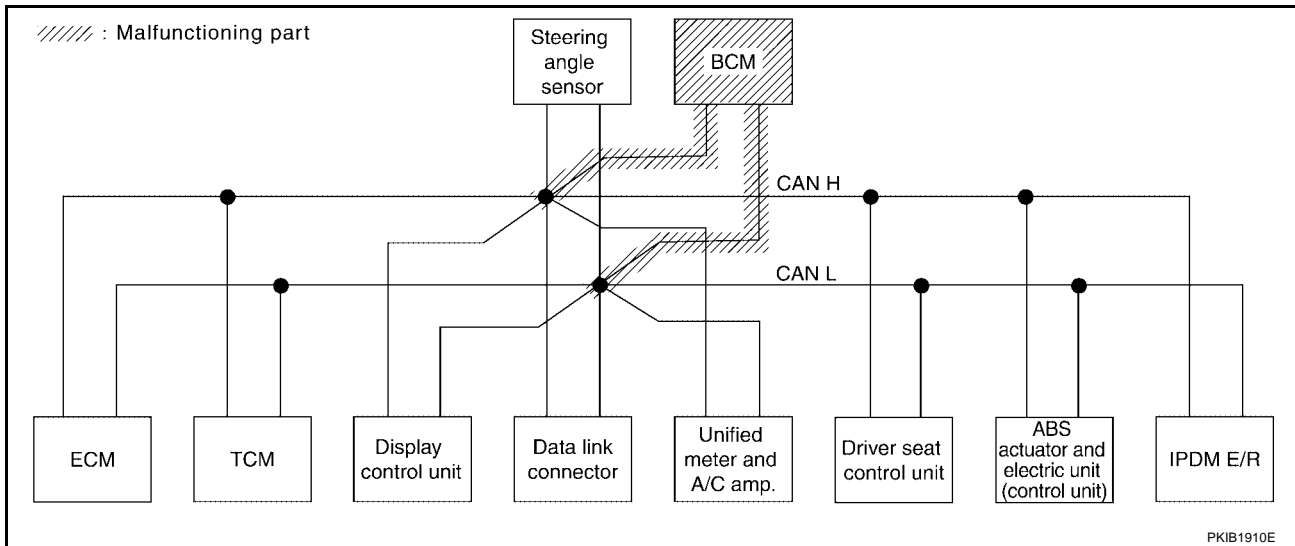 : Malfunctioning part
Steering
angle
sensor
BCM
CAN H
CAN L
ECM
TCM
Display
control unit
Data link
connector
Unified
meter and
A/C amp.
Driver seat
control unit
ABS
actuator and
electric unit
(control unit)
IPDM E/R
PKIB1910E